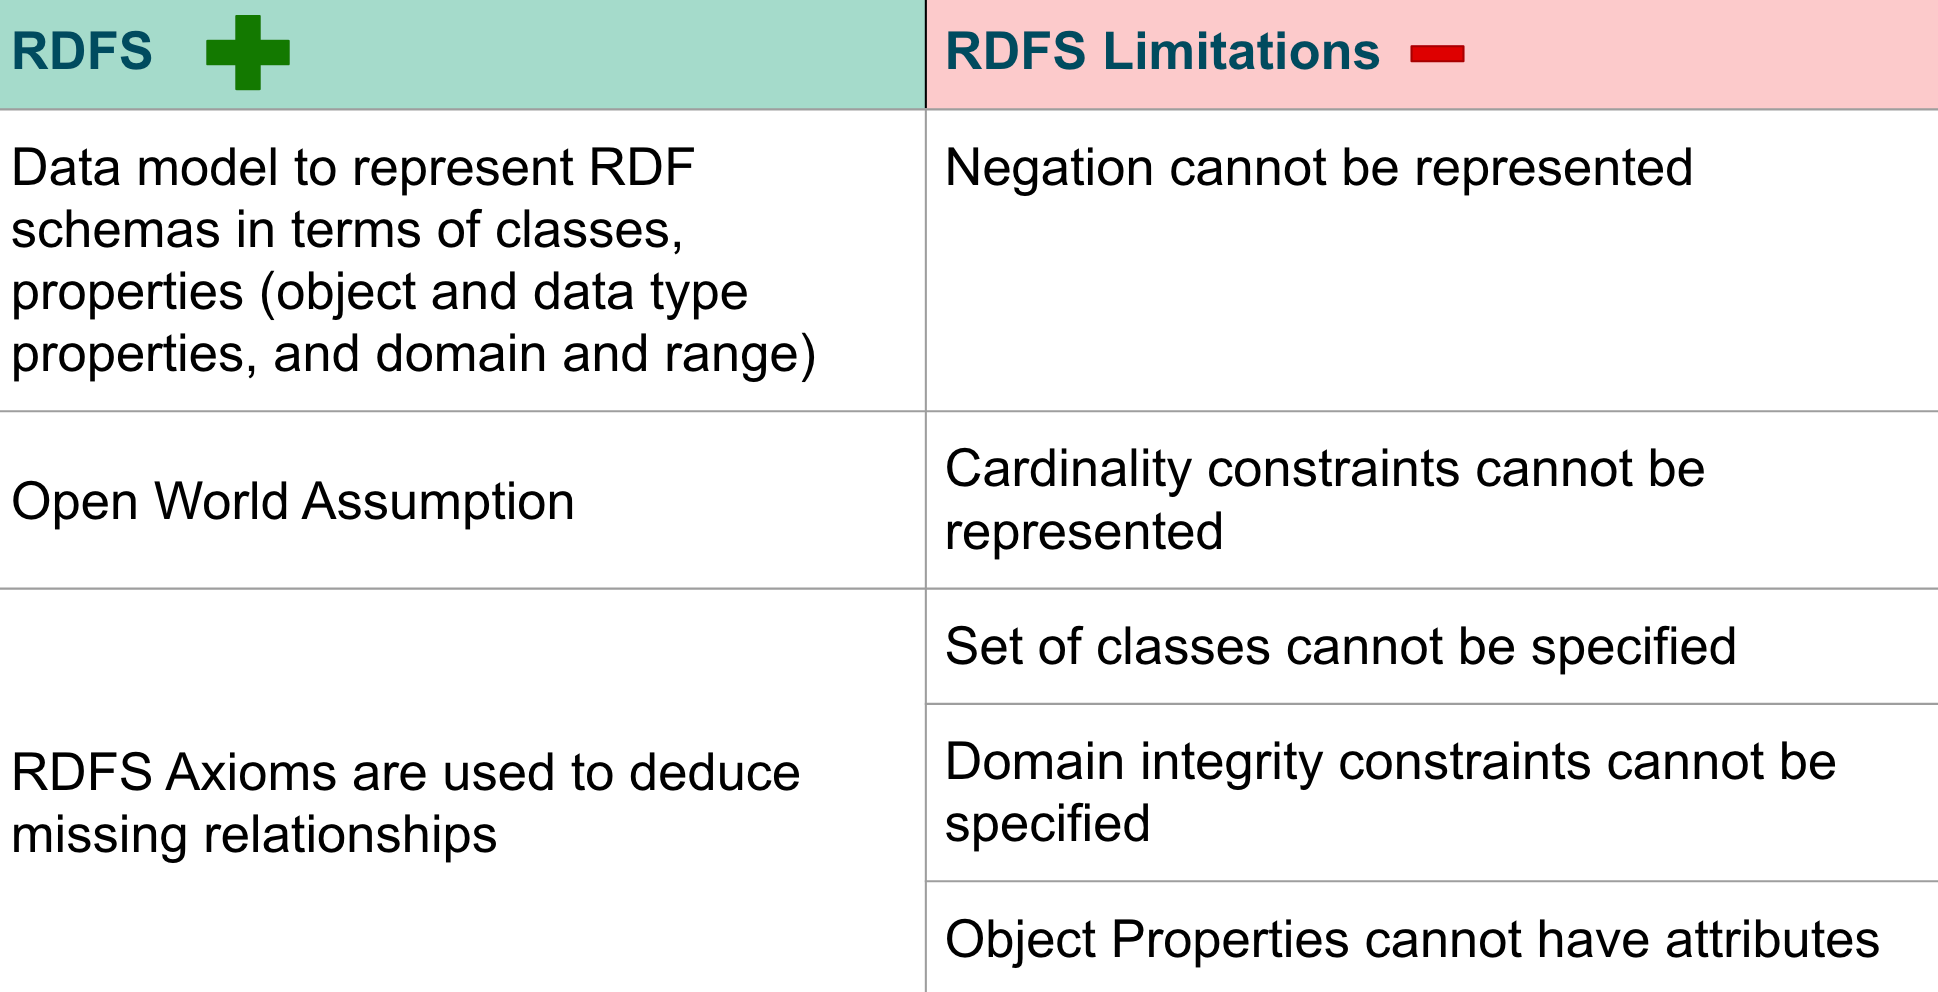 RDFS
RDFS Limitations
Data model to represent RDF
schemas in terms of classes,
properties (object and data type
properties, and domain and range)
Negation cannot be represented
Open World Assumption
Cardinality constraints cannot be
represented
RDFS Axioms are used to deduce
missing relationships
Set of classes cannot be specified
Domain integrity constraints cannot be
specified
Object Properties cannot have attributes